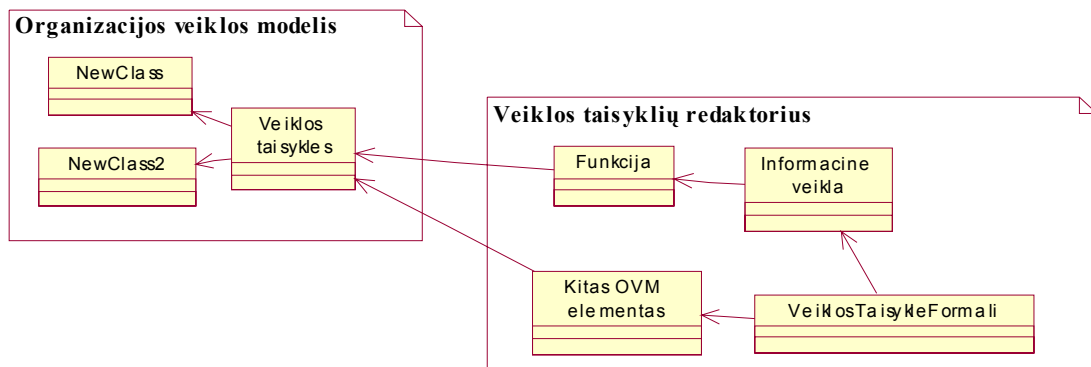 Organizacijos veiklos modelis
NewClass
NewClass2
Veiklos
taisykles
Veiklos taisyklių redaktorius
Funkcija
Informacine
veikla
Kitas OVM
elementas
VeiklosTaisykleFormali